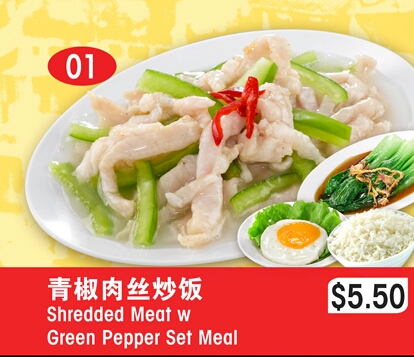 01
青椒肉丝炒饭
Shredded Meat w
Green Pepper Set Meal
$5.50